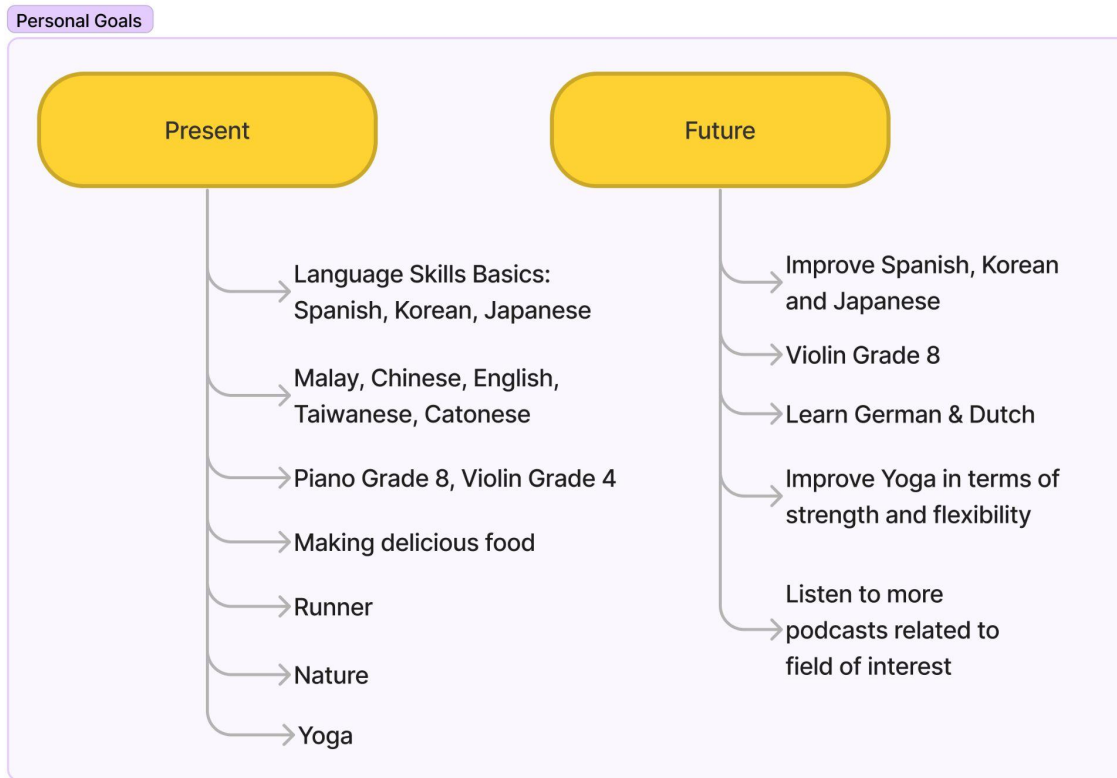 Personal Goals
Present
Language Skills Basics:
Spanish, Korean, Japanese
Malay, Chinese, English,
Taiwanese, Catonese
Piano Grade 8, Violin Grade 4
Making delicious food
Runner
Nature
Yoga
Future
Improve Spanish, Korean
and Japanese
Violin Grade 8
Learn German & Dutch
Improve Yoga in terms of
strength and flexibility
Listen to more
podcasts related to
field of interest